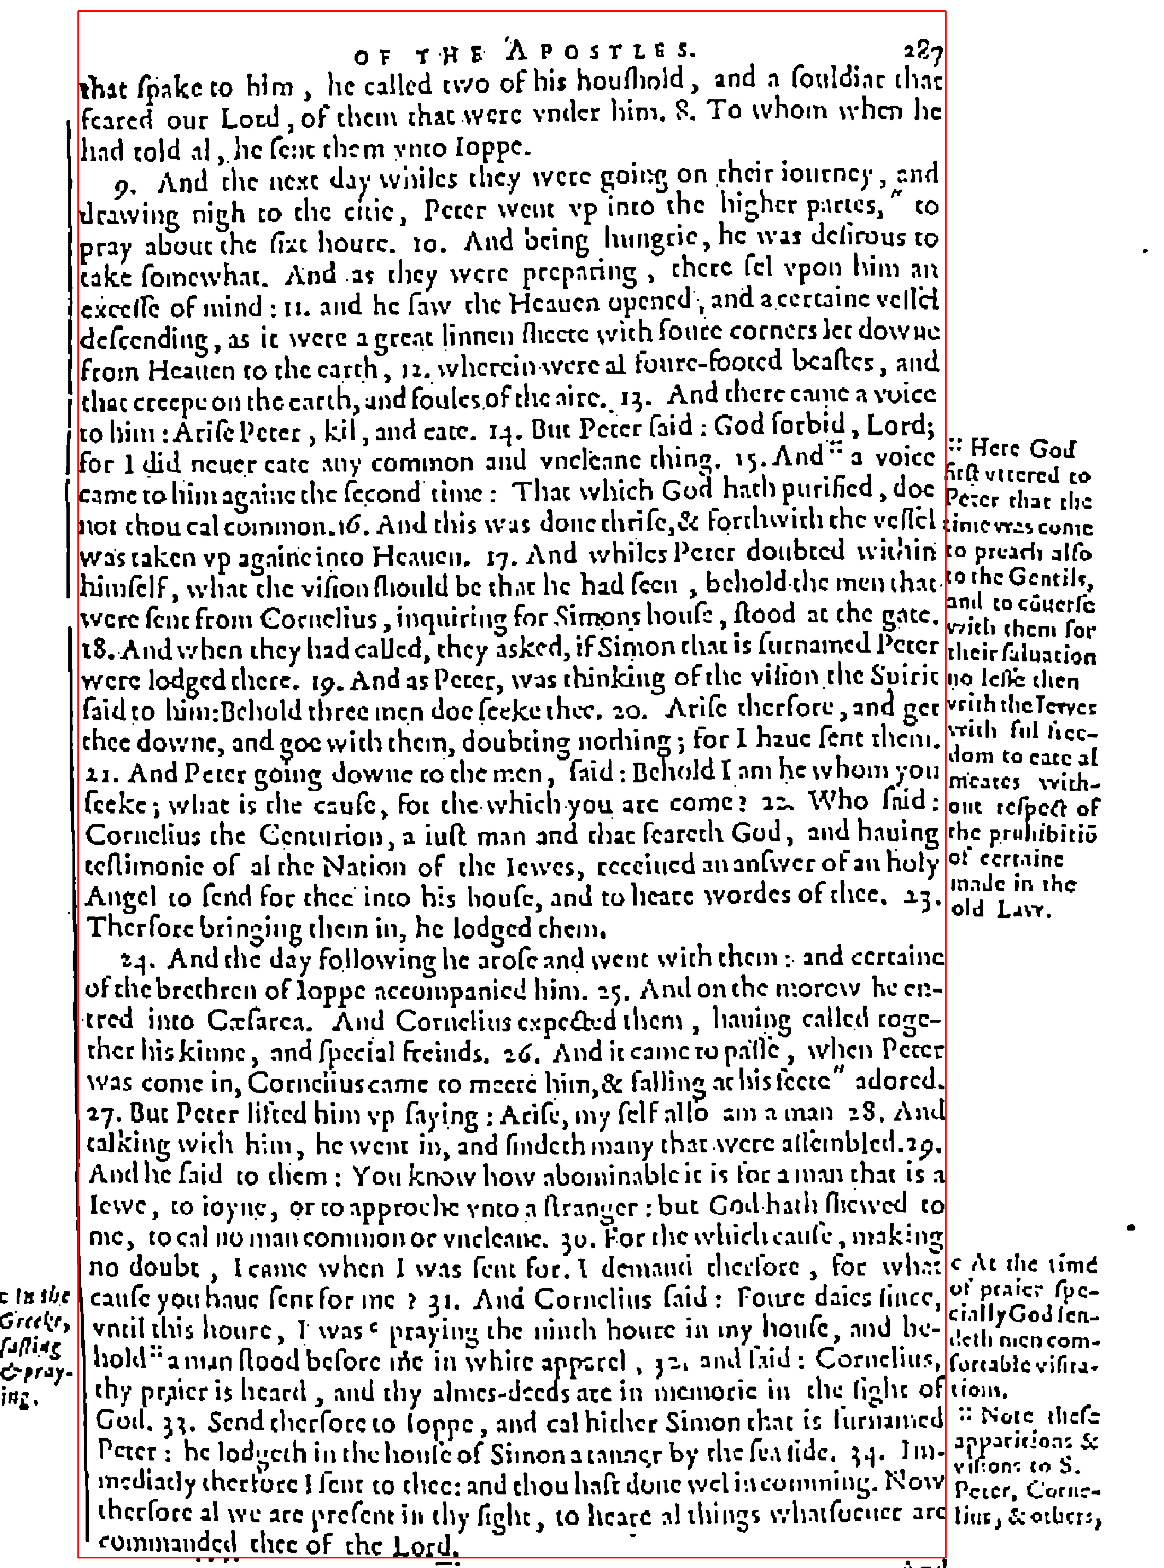 OF THE APOSTLES. 287
that ſpake to him, he called two of his houſhold, and a ſouldiar that
feared our Lord, of them that were vnder him. 8. To whom when he
had told al, he ſent them vnto Ioppe.
9. And the next day whiles they were going on their iourney, and
drawing nigh to the citie, Peter went vp into the higher partes, " to
pray about the ſixt houre. 10. And being hungrie, he was deſirous to
take ſomewhat. And as they were preparing, there fel vpon him an
exceſſe of mind: 11. and he ſaw the Heauen opened, and a certaine veſſel
deſcending, as it were a great linnen ſheete with foure corners let downe
from Heauen to the earth, 12. wherein were al foure-footed beaſtes, and
that creepe on the earth, and foules of the aire. 13. And there came a voice
to him: Ariſe Peter, kil, and eate. 14. But Peter ſaid: God forbid, Lord;
for I did neuer eate any common and vncleane thing. 15. And :: a voice
came to him againe the ſecond time: That which God hath purified, doe
not thou cal common. 16. And this was done thriſe, & forthwith the veſſel
was taken vp againe into Heauen. 17. And whiles Peter doubted within
himſelf, what the viſion ſhould be that he had ſeen, behold the men that
were ſent from Cornelius, inquiring for Simons houſe, ſtood at the gate.
18. And when they had called, they asked, if Simon that is ſurnamed Peter
were lodged there. 19. And as Peter, was thinking of the viſion the Spirit
ſaid to him: Behold three men doe ſeeke thee. 20. Ariſe therfore, and get
thee downe, and goe with them, doubting nothing; for I haue ſent them.
21. And Peter going downe to the men, ſaid: Behold I am he whom you
ſeeke; what is the cauſe, for the which you are come? 22. Who ſaid:
Cornelius the Centurion, a iuſt man and that feareth God, and hauing
teſtimonie of al the Nation of the Iewes, receiued an anſwer of an holy
Angel to ſend for thee into his houſe, and to heare wordes of thee. 23.
Therfore bringing them in, he lodged them.
24. And the day following he aroſe and went with them: and certaine
of the brethren of Ioppe accompanied him. 25. And on the morow he en-
tred into Cæſarea. And Cornelius expected them, hauing called toge-
ther his kinne, and ſpecial freinds. 26. And it came to paſſe, when Peter
was come in, Cornelius came to meete him, & falling at his feete " adored.
27. But Peter lifted him vp ſaying: Ariſe, my ſelf alſo am a man 28. And
talking with him, he went in, and findeth many that were aſſembled. 29.
And he ſaid to them: You know how abominable it is for a man that is a
Iewe, to ioyne, or to approche vnto a ſtranger: but God hath ſhewed to
me, to cal no man common or vncleane. 30. For the which cauſe, making
no doubt, I came when I was ſent for. I demand therfore, for what
cauſe you haue ſent for me? 31. And Cornelius ſaid: Foure daies ſince,
vntil this houre, I was c praying the ninth houre in my houſe, and be-
hold :: a man ſtood before me in white apparel, 32. and ſaid: Cornelius,
thy praier is heard, and thy almes-deeds are in memorie in the ſight of
God. 33. Send therfore to Ioppe, and cal hither Simon that is ſurnamed
Peter: he lodgeth in the houſe of Simon a tanner by the ſea ſide. 34. Im-
mediatly therfore I ſent to thee: and thou haſt done wel in comming. Now
therfore al we are preſent in thy ſight, to heare al things whatſoeuer are
commanded thee of the Lord.
:: Here God
firſt vttered to
Peter that the
time was come
to preach alſo
to the Gentils,
and to cōuerſe
with them for
their ſaluation
no leſſe then
with the Iewes
with ful free-
dom to eate al
meates with-
out reſpect of
the prohibitiō
of certaine
made in the
old Law.
c At the time
of praier ſpe-
cially God ſen-
deth men com-
fortable viſita-
tions.
:: Note theſe
apparitions &
viſions to S.
Peter, Corne-
lius, & others,
c In the
Greeke,
faſting
& pray-
ing.
And